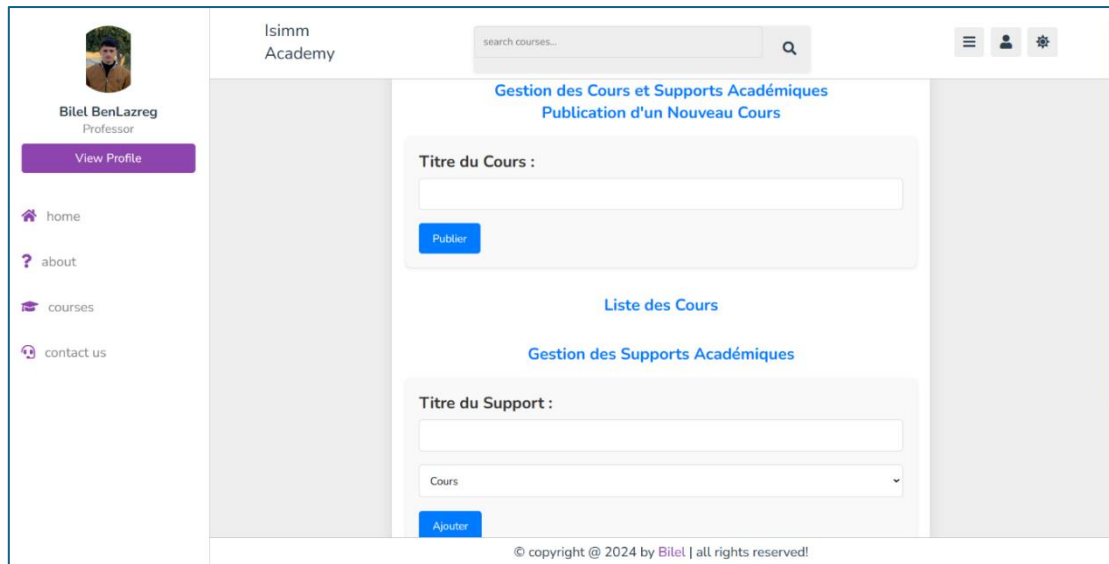 Bilel BenLazreg
Professor
View Profile
home
about
courses
contact us
Isimm
Academy
search courses...
Gestion des Cours et Supports Académiques
Publication d'un Nouveau Cours
Titre du Cours :
Publier
Liste des Cours
Gestion des Supports Académiques
Titre du Support :
Cours
Ajouter
© copyright @ 2024 by Bilel | all rights reserved!